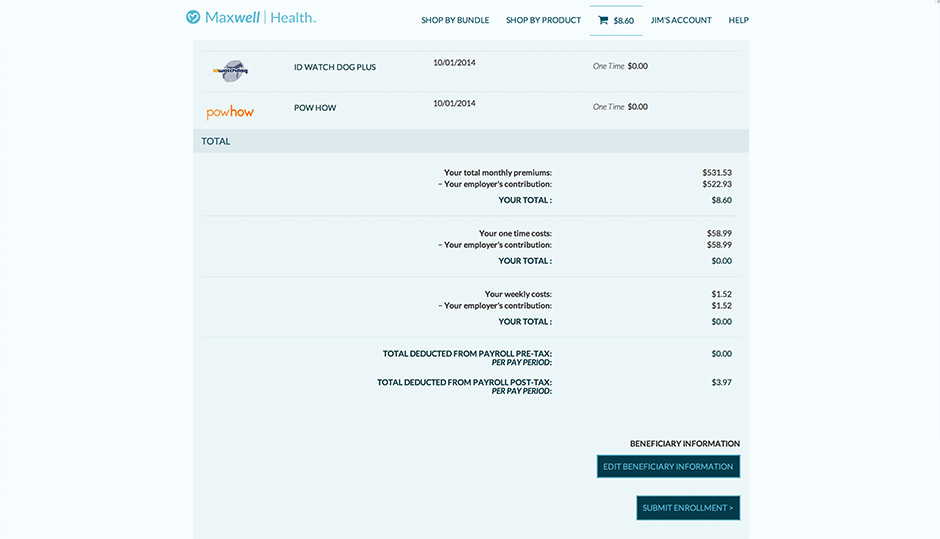 Maxwell | Health
SHOP BY BUNDLE SHOP BY PRODUCT $8.60 JIM'S ACCOUNT HELP
idwatchdog ID WATCH DOG PLUS 10/01/2014 One Time $0.00
powhow POW HOW 10/01/2014 One Time $0.00
TOTAL
Your total monthly premiums: $531.53
– Your employer's contribution: $522.93
YOUR TOTAL : $8.60
Your one time costs: $58.99
– Your employer's contribution: $58.99
YOUR TOTAL : $0.00
Your weekly costs: $1.52
– Your employer's contribution: $1.52
YOUR TOTAL : $0.00
TOTAL DEDUCTED FROM PAYROLL PRE-TAX: $0.00
PER PAY PERIOD:
TOTAL DEDUCTED FROM PAYROLL POST-TAX: $3.97
PER PAY PERIOD:
BENEFICIARY INFORMATION
EDIT BENEFICIARY INFORMATION
SUBMIT ENROLLMENT >